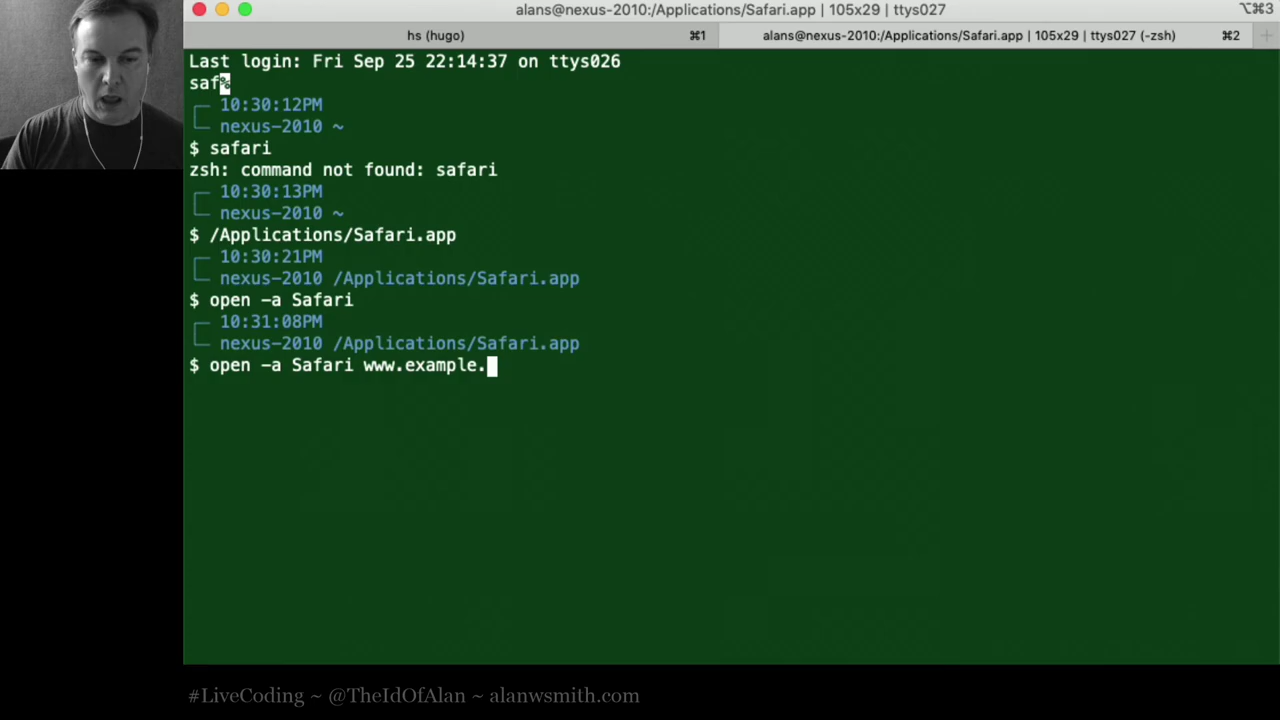 alans@nexus-2010:/Applications/Safari.app | 105x29 | ttys027
⌥⌘3
hs (hugo)
⌘1
alans@nexus-2010:/Applications/Safari.app | 105x29 | ttys027 (-zsh)
⌘2
Last login: Fri Sep 25 22:14:37 on ttys026
saf%
10:30:12PM
nexus-2010 ~
$ safari
zsh: command not found: safari
10:30:13PM
nexus-2010 ~
$ /Applications/Safari.app
10:30:21PM
nexus-2010 /Applications/Safari.app
$ open -a Safari
10:31:08PM
nexus-2010 /Applications/Safari.app
$ open -a Safari www.example.
#LiveCoding ~ @TheIdOfAlan ~ alanwsmith.com